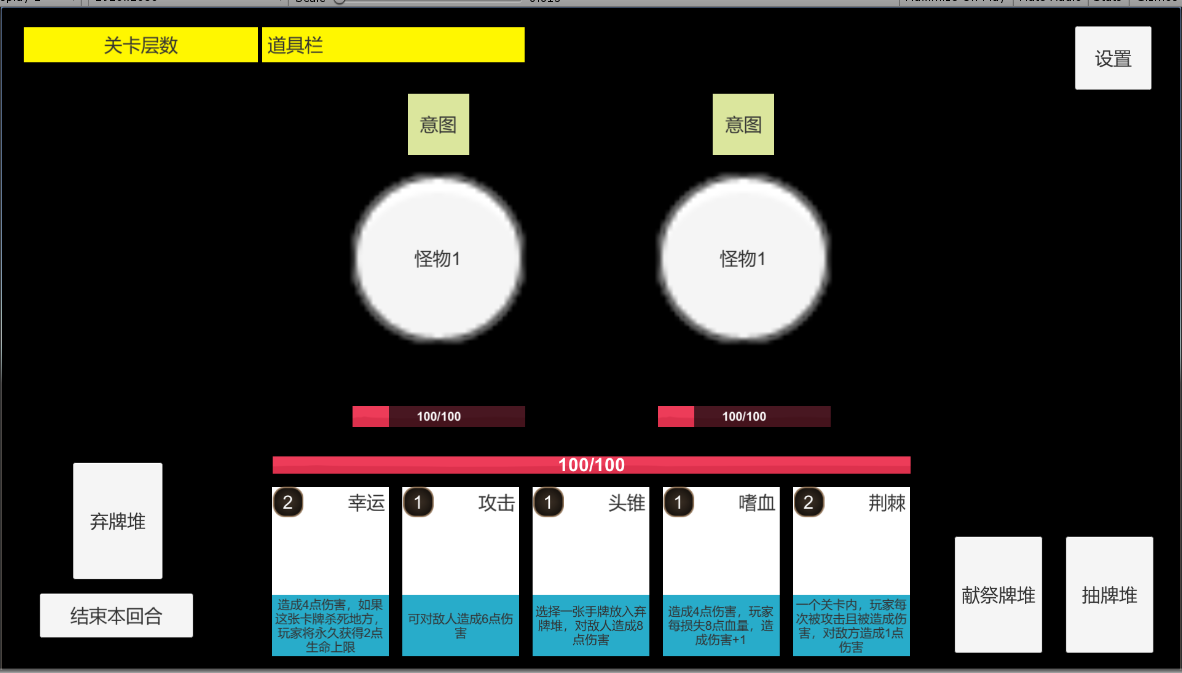 Scale
关卡层数
道具栏
设置
意图
意图
怪物1
怪物1
100/100
100/100
100/100
弃牌堆
结束本回合
2
幸运
造成4点伤害，如果
这张卡牌杀死地方，
玩家将永久获得2点
生命上限
1
攻击
可对敌人造成6点伤
害
1
头锥
选择一张手牌放入弃
牌堆，对敌人造成8
点伤害
1
嗜血
造成4点伤害，玩家
每损失8点血量，造
成伤害+1
2
荆棘
一个关卡内，玩家每
次被攻击且被造成伤
害，对敌方造成1点
伤害
献祭牌堆
抽牌堆